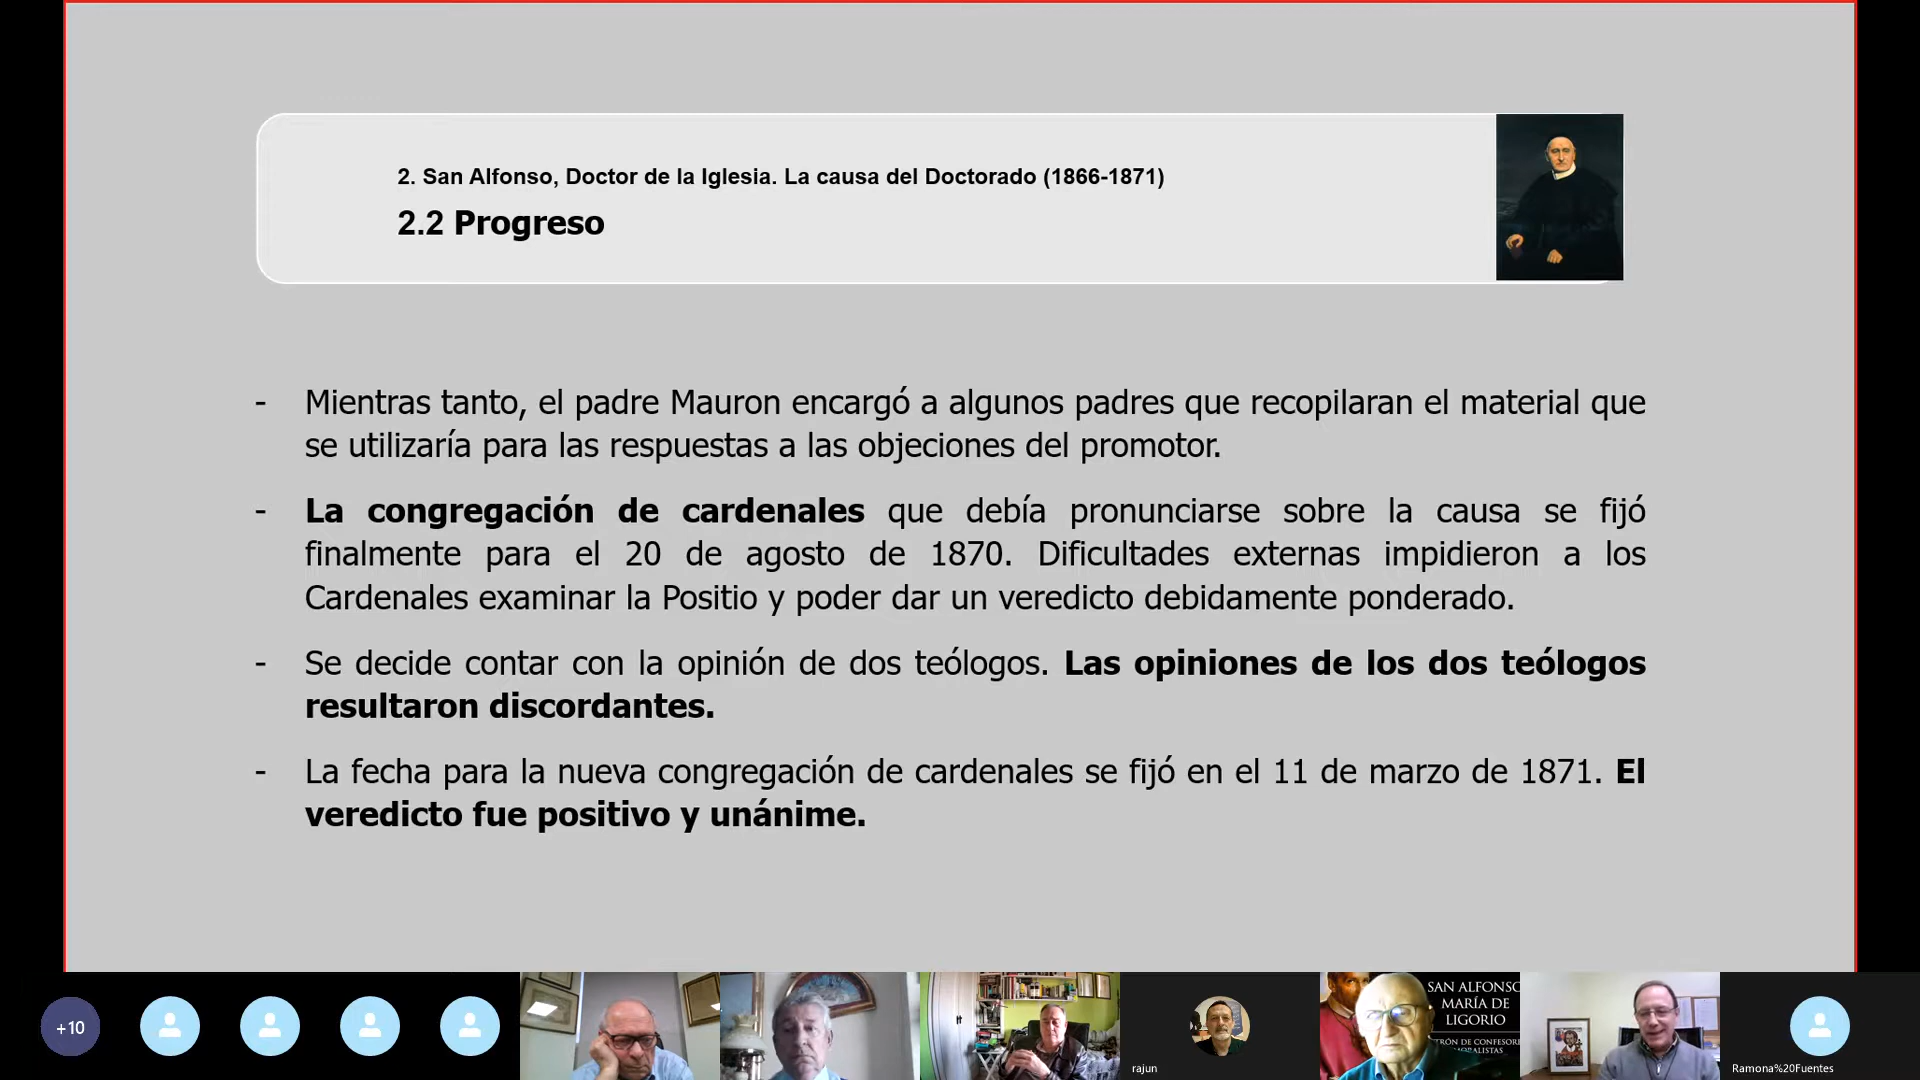 2. San Alfonso, Doctor de la Iglesia. La causa del Doctorado (1866-1871)
2.2 Progreso
- Mientras tanto, el padre Mauron encargó a algunos padres que recopilaran el material que
se utilizaría para las respuestas a las objeciones del promotor.
- La congregación de cardenales que debía pronunciarse sobre la causa se fijó
finalmente para el 20 de agosto de 1870. Dificultades externas impidieron a los
Cardenales examinar la Positio y poder dar un veredicto debidamente ponderado.
- Se decide contar con la opinión de dos teólogos. Las opiniones de los dos teólogos
resultaron discordantes.
- La fecha para la nueva congregación de cardenales se fijó en el 11 de marzo de 1871. El
veredicto fue positivo y unánime.
+10
rajun
SAN ALFONSO
MARÍA DE
LIGORIO
Ramona%20Fuentes